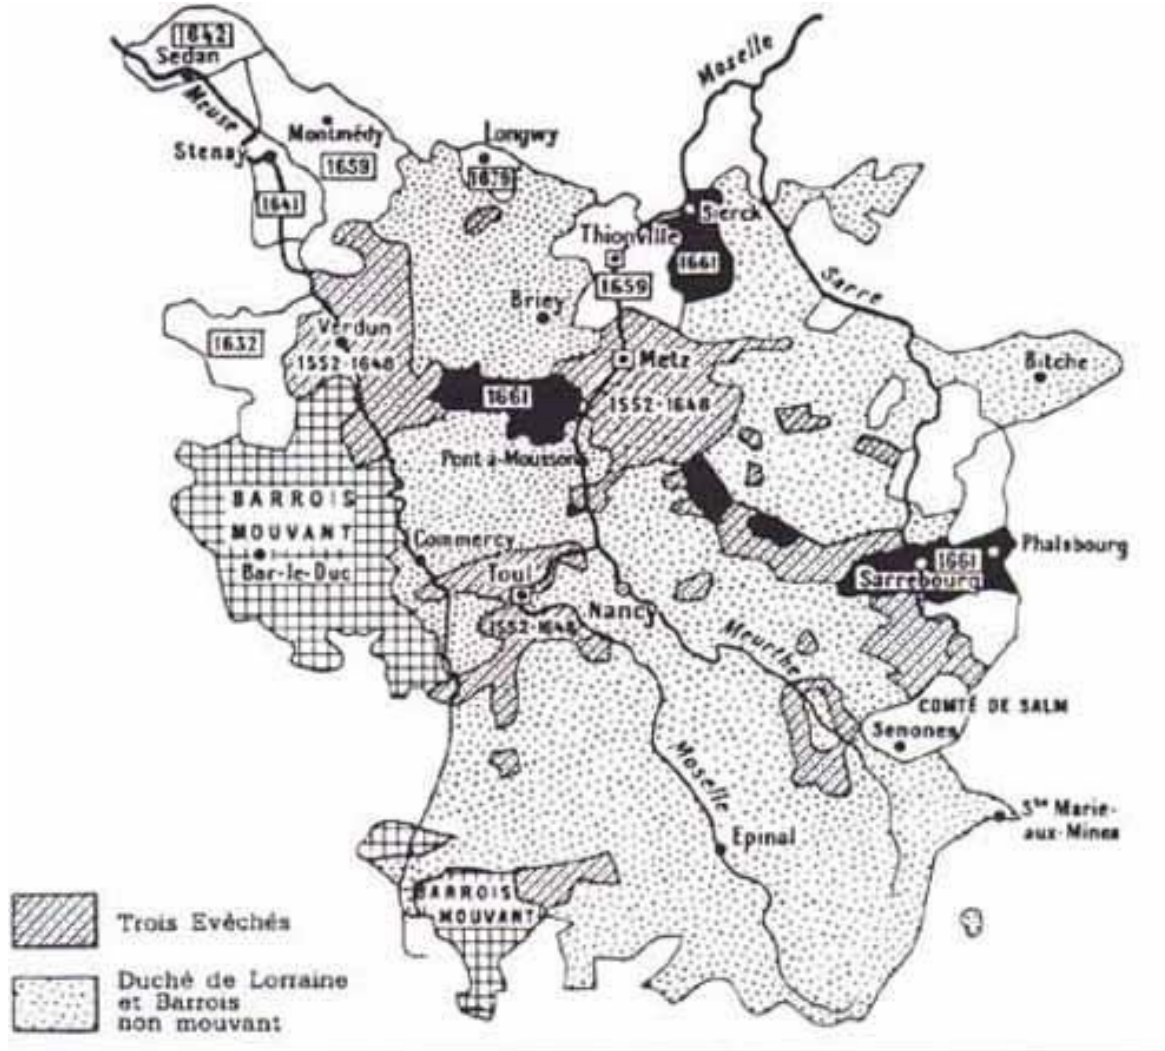 1642
Sedan
Meuse
Montmédy
Longwy
Moselle
Stenay
1659
1679
1641
Sierck
Thionville
1661
1659
Sarre
Briey
Verdun
1632
1552-1648
Metz
Bitche
1661
1552-1648
Pont à-Mousson
BARROIS
MOUVANT
Bar-le-Duc
Commercy
Phalsbourg
1661
Sarrebourg
Toul
Nancy
1552-1648
Meurthe
COMTÉ DE SALM
Senones
Moselle
Ste Marie-
aux-Mines
Epinal
BARROIS
MOUVANT
Trois Evêchés
Duché de Lorraine
et Barrois
non mouvant